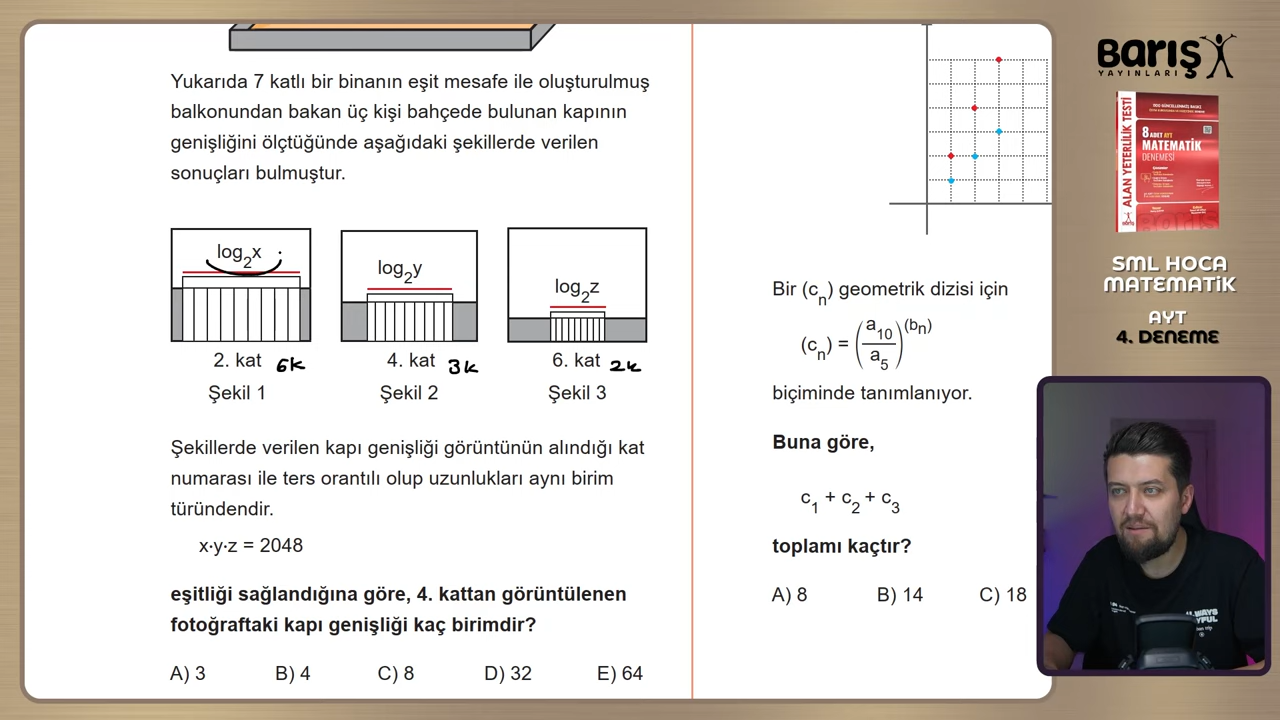 Yukarıda 7 katlı bir binanın eşit mesafe ile oluşturulmuş
balkonundan bakan üç kişi bahçede bulunan kapının
genişliğini ölçtüğünde aşağıdaki şekillerde verilen
sonuçları bulmuştur.
log₂x
log₂y
log₂z
2. kat 6k
4. kat 3k
6. kat 2k
Şekil 1
Şekil 2
Şekil 3
Şekillerde verilen kapı genişliği görüntünün alındığı kat
numarası ile ters orantılı olup uzunlukları aynı birim
türündendir.
x·y·z = 2048
eşitliği sağlandığına göre, 4. kattan görüntülenen
fotoğraftaki kapı genişliği kaç birimdir?
A) 3 B) 4 C) 8 D) 32 E) 64
Bir (cₙ) geometrik dizisi için
(cₙ) = (a₁₀/a₅)^(bₙ)
biçiminde tanımlanıyor.
Buna göre,
c₁ + c₂ + c₃
toplamı kaçtır?
A) 8 B) 14 C) 18
Barış
YAYINLARI
ALAN YETERLİLİK TESTİ
8 ADET AYT
MATEMATİK
DENEMESİ
SML HOCA
MATEMATİK
AYT
4. DENEME